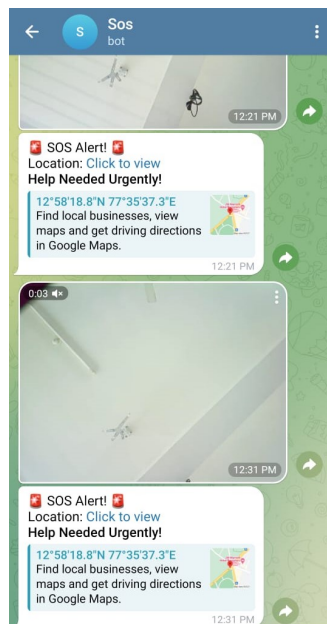 Sos
S
bot
12:21 PM
🚨 SOS Alert! 🚨
Location: Click to view
Help Needed Urgently!
12°58'18.8"N 77°35'37.3"E
Find local businesses, view
maps and get driving directions
in Google Maps.
12:21 PM
0:03
12:31 PM
🚨 SOS Alert! 🚨
Location: Click to view
Help Needed Urgently!
12°58'18.8"N 77°35'37.3"E
Find local businesses, view
maps and get driving directions
in Google Maps.
12:31 PM